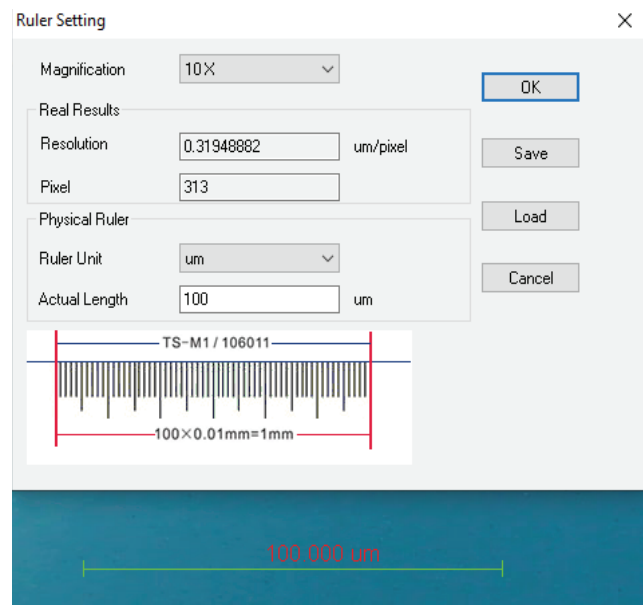 Ruler Setting
Magnification 10X
OK
Real Results
Resolution 0.31948882 um/pixel
Save
Pixel 313
Physical Ruler
Load
Ruler Unit um
Cancel
Actual Length 100 um
TS-M1 / 106011
100×0.01mm=1mm
100.000 um